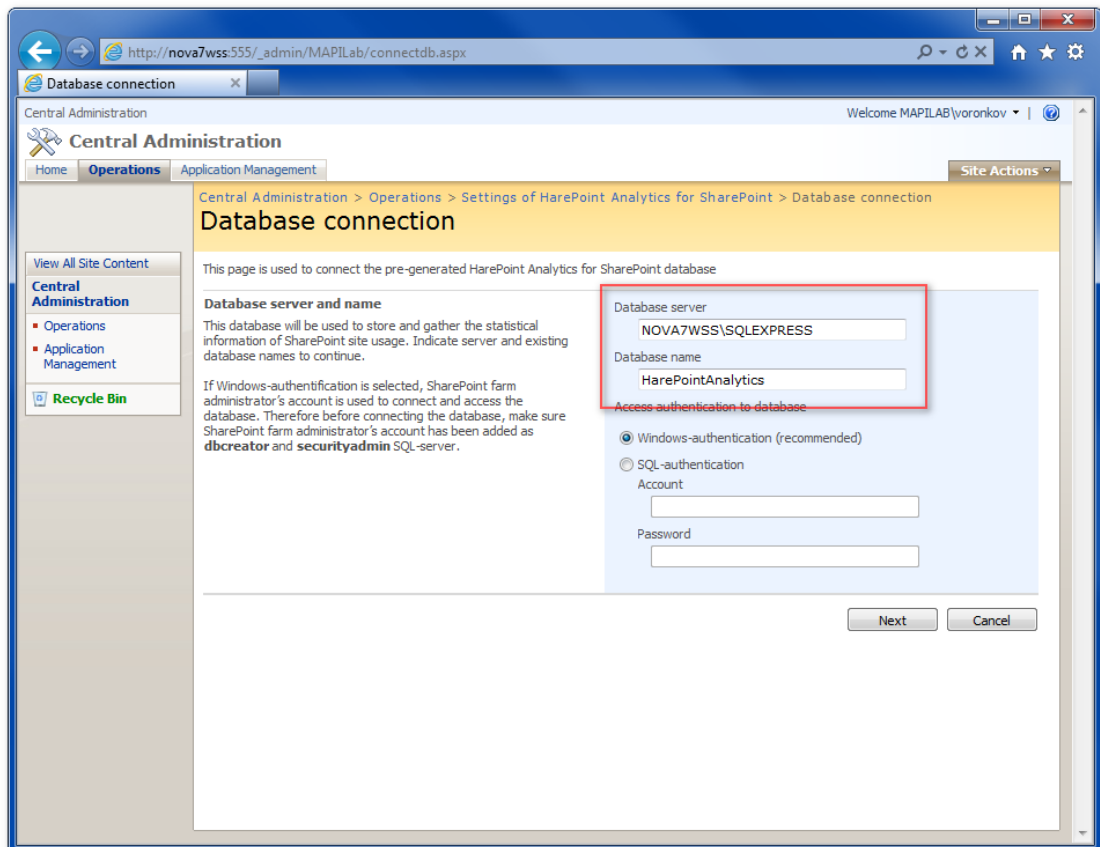 http://nova7wss:555/_admin/MAPILab/connectdb.aspx
Database connection
Central Administration
Welcome MAPILAB\voronkov
Central Administration
Home
Operations
Application Management
Site Actions
Central Administration > Operations > Settings of HarePoint Analytics for SharePoint > Database connection
Database connection
View All Site Content
Central
Administration
Operations
Application
Management
Recycle Bin
This page is used to connect the pre-generated HarePoint Analytics for SharePoint database
Database server and name
This database will be used to store and gather the statistical
information of SharePoint site usage. Indicate server and existing
database names to continue.
If Windows-authentification is selected, SharePoint farm
administrator's account is used to connect and access the
database. Therefore before connecting the database, make sure
SharePoint farm administrator's account has been added as
dbcreator and securityadmin SQL-server.
Database server
NOVA7WSS\SQLEXPRESS
Database name
HarePointAnalytics
Access authentication to database
Windows-authentication (recommended)
SQL-authentication
Account
Password
Next
Cancel